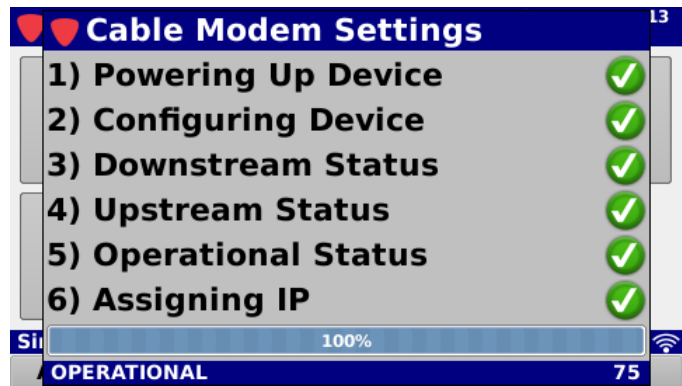 13
Cable Modem Settings
1) Powering Up Device
2) Configuring Device
3) Downstream Status
4) Upstream Status
5) Operational Status
6) Assigning IP
100%
OPERATIONAL 75